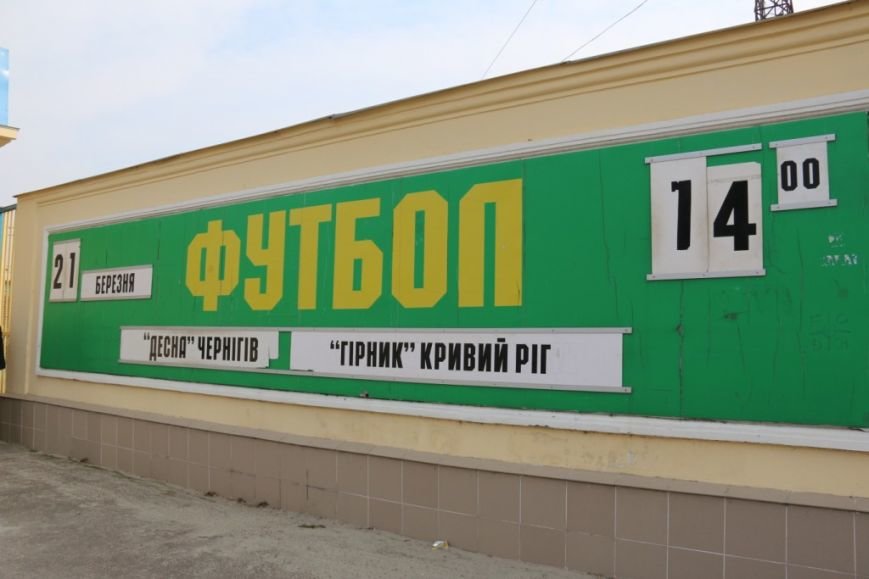 21 БЕРЕЗНЯ
ФУТБОЛ
14 00
"ДЕСНА" ЧЕРНІГІВ
"ГІРНИК" КРИВИЙ РІГ